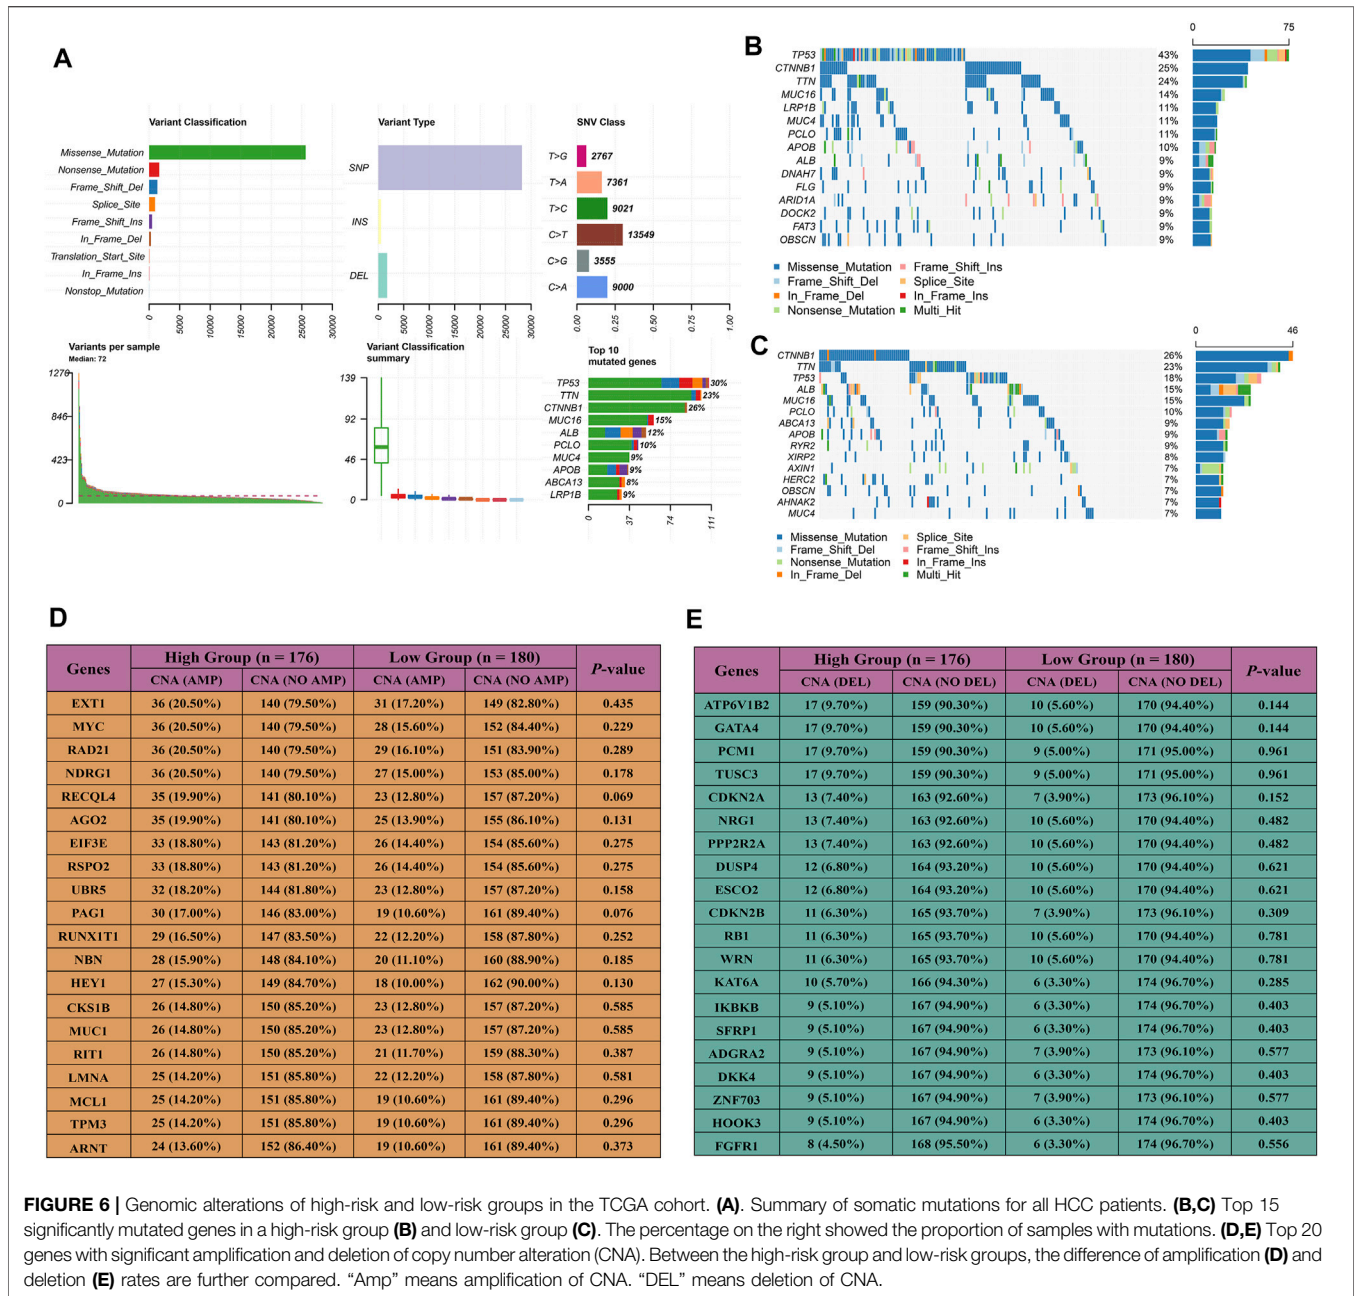 A
Variant Classification
Missense_Mutation
Nonsense_Mutation
Frame_Shift_Del
Splice_Site
Frame_Shift_Ins
In_Frame_Del
Translation_Start_Site
In_Frame_Ins
Nonstop_Mutation
0 5000 10000 15000 20000 25000 30000
Variant Type
SNP
INS
DEL
0 5000 10000 15000 20000 25000 30000
SNV Class
T>G 2767
T>A 7361
T>C 9021
C>T 13549
C>G 3555
C>A 9000
0.00 0.25 0.50 0.75 1.00
Variants per sample
Median: 72
1270
846
423
0
Variant Classification
summary
139
92
46
0
Top 10
mutated genes
TP53 30%
TTN 23%
CTNNB1 26%
MUC16 15%
ALB 12%
PCLO 10%
MUC4 9%
APOB 9%
ABCA13 8%
LRP1B 9%
0 37 74 111
B
0 75
TP53 43%
CTNNB1 25%
TTN 24%
MUC16 14%
LRP1B 11%
MUC4 11%
PCLO 11%
APOB 10%
ALB 9%
DNAH7 9%
FLG 9%
ARID1A 9%
DOCK2 9%
FAT3 9%
OBSCN 9%
Missense_Mutation Frame_Shift_Ins
Frame_Shift_Del Splice_Site
In_Frame_Del In_Frame_Ins
Nonsense_Mutation Multi_Hit
C
0 46
CTNNB1 26%
TTN 23%
TP53 18%
ALB 15%
MUC16 15%
PCLO 10%
ABCA13 9%
APOB 9%
RYR2 9%
XIRP2 8%
AXIN1 7%
HERC2 7%
OBSCN 7%
AHNAK2 7%
MUC4 7%
Missense_Mutation Splice_Site
Frame_Shift_Del Frame_Shift_Ins
Nonsense_Mutation In_Frame_Ins
In_Frame_Del Multi_Hit
D
Genes High Group (n = 176) Low Group (n = 180) P-value
CNA (AMP) CNA (NO AMP) CNA (AMP) CNA (NO AMP)
EXT1 36 (20.50%) 140 (79.50%) 31 (17.20%) 149 (82.80%) 0.435
MYC 36 (20.50%) 140 (79.50%) 28 (15.60%) 152 (84.40%) 0.229
RAD21 36 (20.50%) 140 (79.50%) 29 (16.10%) 151 (83.90%) 0.289
NDRG1 36 (20.50%) 140 (79.50%) 27 (15.00%) 153 (85.00%) 0.178
RECQL4 35 (19.90%) 141 (80.10%) 23 (12.80%) 157 (87.20%) 0.069
AGO2 35 (19.90%) 141 (80.10%) 25 (13.90%) 155 (86.10%) 0.131
EIF3E 33 (18.80%) 143 (81.20%) 26 (14.40%) 154 (85.60%) 0.275
RSPO2 33 (18.80%) 143 (81.20%) 26 (14.40%) 154 (85.60%) 0.275
UBR5 32 (18.20%) 144 (81.80%) 23 (12.80%) 157 (87.20%) 0.158
PAG1 30 (17.00%) 146 (83.00%) 19 (10.60%) 161 (89.40%) 0.076
RUNX1T1 29 (16.50%) 147 (83.50%) 22 (12.20%) 158 (87.80%) 0.252
NBN 28 (15.90%) 148 (84.10%) 20 (11.10%) 160 (88.90%) 0.185
HEY1 27 (15.30%) 149 (84.70%) 18 (10.00%) 162 (90.00%) 0.130
CKS1B 26 (14.80%) 150 (85.20%) 23 (12.80%) 157 (87.20%) 0.585
MUC1 26 (14.80%) 150 (85.20%) 23 (12.80%) 157 (87.20%) 0.585
RIT1 26 (14.80%) 150 (85.20%) 21 (11.70%) 159 (88.30%) 0.387
LMNA 25 (14.20%) 151 (85.80%) 22 (12.20%) 158 (87.80%) 0.581
MCL1 25 (14.20%) 151 (85.80%) 19 (10.60%) 161 (89.40%) 0.296
TPM3 25 (14.20%) 151 (85.80%) 19 (10.60%) 161 (89.40%) 0.296
ARNT 24 (13.60%) 152 (86.40%) 19 (10.60%) 161 (89.40%) 0.373
E
Genes High Group (n = 176) Low Group (n = 180) P-value
CNA (DEL) CNA (NO DEL) CNA (DEL) CNA (NO DEL)
ATP6V1B2 17 (9.70%) 159 (90.30%) 10 (5.60%) 170 (94.40%) 0.144
GATA4 17 (9.70%) 159 (90.30%) 10 (5.60%) 170 (94.40%) 0.144
PCM1 17 (9.70%) 159 (90.30%) 9 (5.00%) 171 (95.00%) 0.961
TUSC3 17 (9.70%) 159 (90.30%) 9 (5.00%) 171 (95.00%) 0.961
CDKN2A 13 (7.40%) 163 (92.60%) 7 (3.90%) 173 (96.10%) 0.152
NRG1 13 (7.40%) 163 (92.60%) 10 (5.60%) 170 (94.40%) 0.482
PPP2R2A 13 (7.40%) 163 (92.60%) 10 (5.60%) 170 (94.40%) 0.482
DUSP4 12 (6.80%) 164 (93.20%) 10 (5.60%) 170 (94.40%) 0.621
ESCO2 12 (6.80%) 164 (93.20%) 10 (5.60%) 170 (94.40%) 0.621
CDKN2B 11 (6.30%) 165 (93.70%) 7 (3.90%) 173 (96.10%) 0.309
RB1 11 (6.30%) 165 (93.70%) 10 (5.60%) 170 (94.40%) 0.781
WRN 11 (6.30%) 165 (93.70%) 10 (5.60%) 170 (94.40%) 0.781
KAT6A 10 (5.70%) 166 (94.30%) 6 (3.30%) 174 (96.70%) 0.285
IKBKB 9 (5.10%) 167 (94.90%) 6 (3.30%) 174 (96.70%) 0.403
SFRP1 9 (5.10%) 167 (94.90%) 6 (3.30%) 174 (96.70%) 0.403
ADGRA2 9 (5.10%) 167 (94.90%) 7 (3.90%) 173 (96.10%) 0.577
DKK4 9 (5.10%) 167 (94.90%) 6 (3.30%) 174 (96.70%) 0.403
ZNF703 9 (5.10%) 167 (94.90%) 7 (3.90%) 173 (96.10%) 0.577
HOOK3 9 (5.10%) 167 (94.90%) 6 (3.30%) 174 (96.70%) 0.403
FGFR1 8 (4.50%) 168 (95.50%) 6 (3.30%) 174 (96.70%) 0.556
FIGURE 6 | Genomic alterations of high-risk and low-risk groups in the TCGA cohort. (A). Summary of somatic mutations for all HCC patients. (B,C) Top 15
significantly mutated genes in a high-risk group (B) and low-risk group (C). The percentage on the right showed the proportion of samples with mutations. (D,E) Top 20
genes with significant amplification and deletion of copy number alteration (CNA). Between the high-risk group and low-risk groups, the difference of amplification (D) and
deletion (E) rates are further compared. “Amp” means amplification of CNA. “DEL” means deletion of CNA.